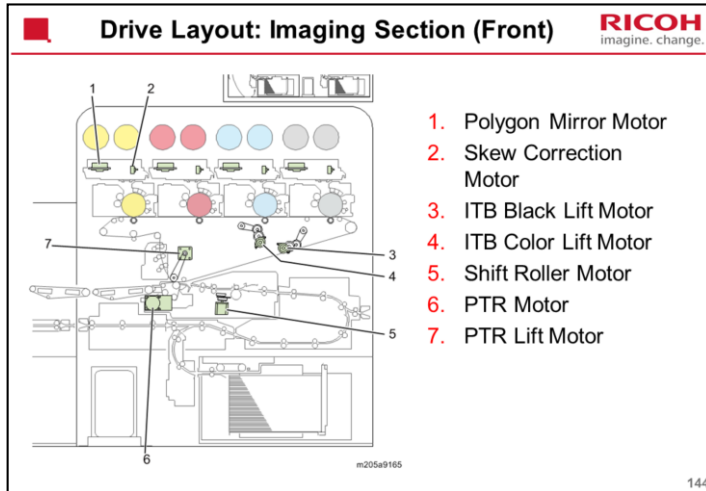 Drive Layout: Imaging Section (Front)
RICOH
imagine. change.
1
2
7
3
4
5
6
m205a9165
1. Polygon Mirror Motor
2. Skew Correction
Motor
3. ITB Black Lift Motor
4. ITB Color Lift Motor
5. Shift Roller Motor
6. PTR Motor
7. PTR Lift Motor
144